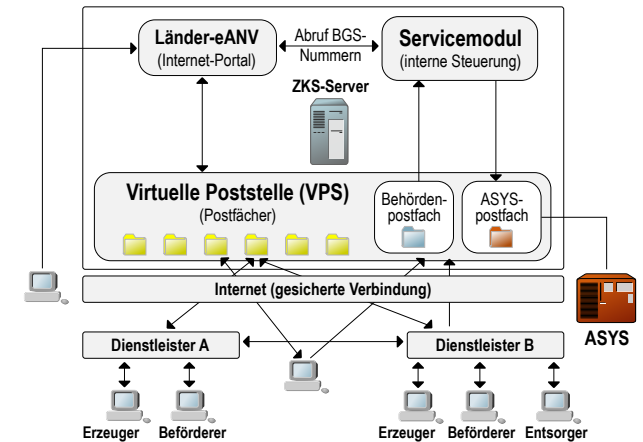 Länder-eANV
(Internet-Portal)
Abruf BGS-
Nummern
Servicemodul
(interne Steuerung)
ZKS-Server
Virtuelle Poststelle (VPS)
(Postfächer)
Behörden-
postfach
ASYS-
postfach
Internet (gesicherte Verbindung)
ASYS
Dienstleister A
Dienstleister B
Erzeuger
Beförderer
Erzeuger
Beförderer
Entsorger